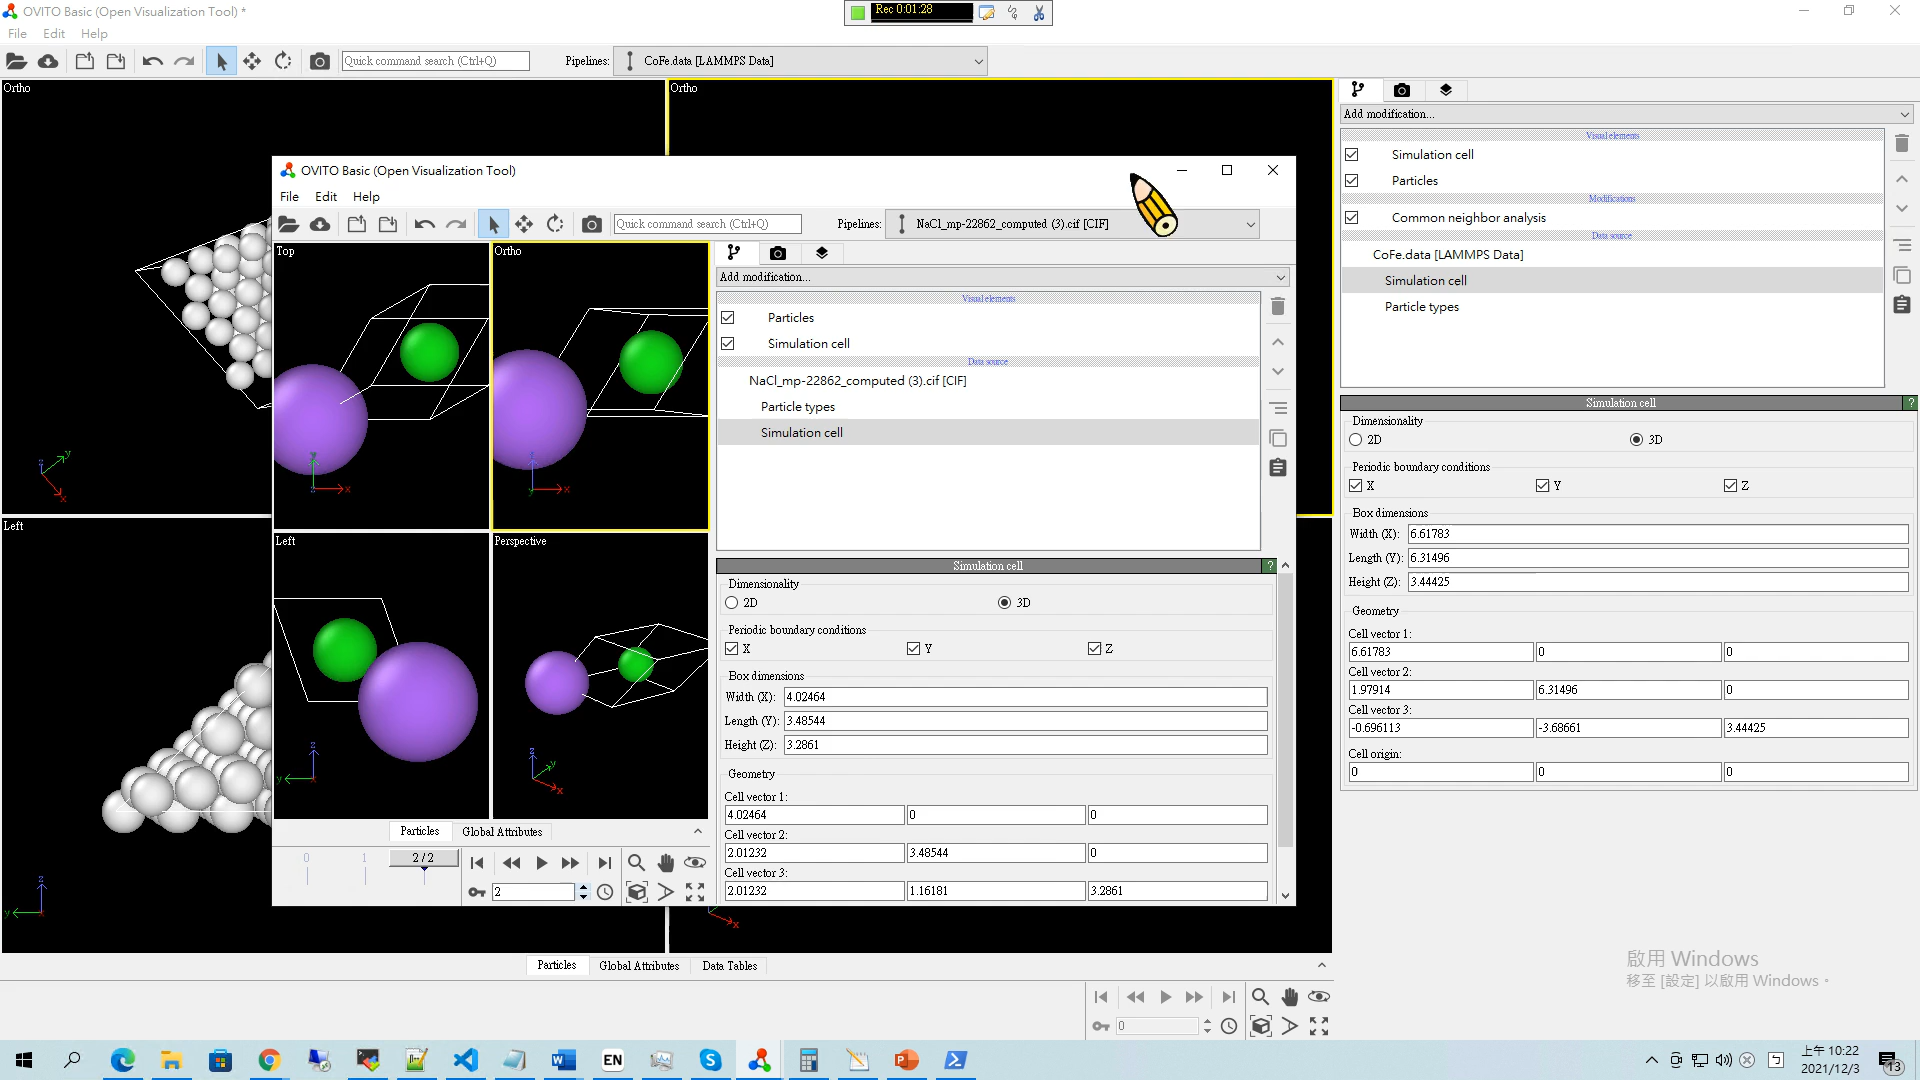 OVITO Basic (Open Visualization Tool) *
Rec 0:01:28
File Edit Help
Quick command search (Ctrl+Q)
Pipelines: CoFe.data [LAMMPS Data]
Ortho
Ortho
Left
OVITO Basic (Open Visualization Tool)
File Edit Help
Quick command search (Ctrl+Q)
Pipelines: NaCl_mp-22862_computed (3).cif [CIF]
Top
Ortho
Left
Perspective
Add modification...
Visual elements
Particles
Simulation cell
Data source
NaCl_mp-22862_computed (3).cif [CIF]
Particle types
Simulation cell
Simulation cell ?
Dimensionality
2D 3D
Periodic boundary conditions
X Y Z
Box dimensions
Width (X): 4.02464
Length (Y): 3.48544
Height (Z): 3.2861
Geometry
Cell vector 1:
4.02464 0 0
Cell vector 2:
2.01232 3.48544 0
Cell vector 3:
2.01232 1.16181 3.2861
Particles Global Attributes
0 1 2 / 2
2
Add modification...
Visual elements
Simulation cell
Particles
Modifications
Common neighbor analysis
Data source
CoFe.data [LAMMPS Data]
Simulation cell
Particle types
Simulation cell ?
Dimensionality
2D 3D
Periodic boundary conditions
X Y Z
Box dimensions
Width (X): 6.61783
Length (Y): 6.31496
Height (Z): 3.44425
Geometry
Cell vector 1:
6.61783 0 0
Cell vector 2:
1.97914 6.31496 0
Cell vector 3:
-0.696113 -3.68661 3.44425
Cell origin:
0 0 0
Particles Global Attributes Data Tables
0
啟用 Windows
移至 [設定] 以啟用 Windows。
EN
上午 10:22
2021/12/3
13